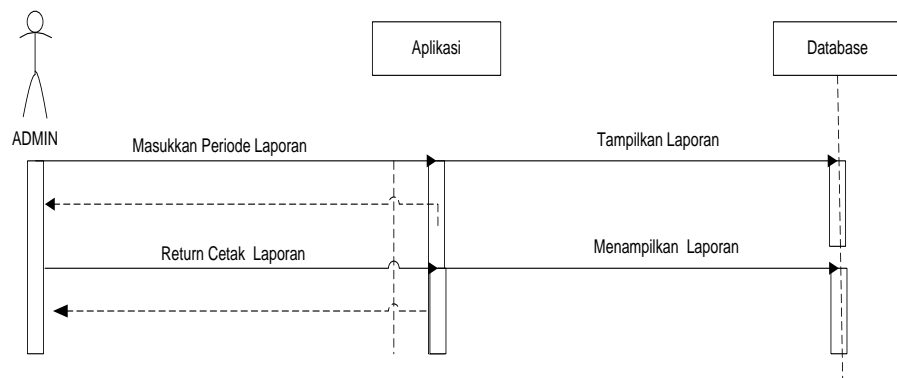 Aplikasi
Database
ADMIN
Masukkan Periode Laporan
Tampilkan Laporan
Return Cetak Laporan
Menampilkan Laporan